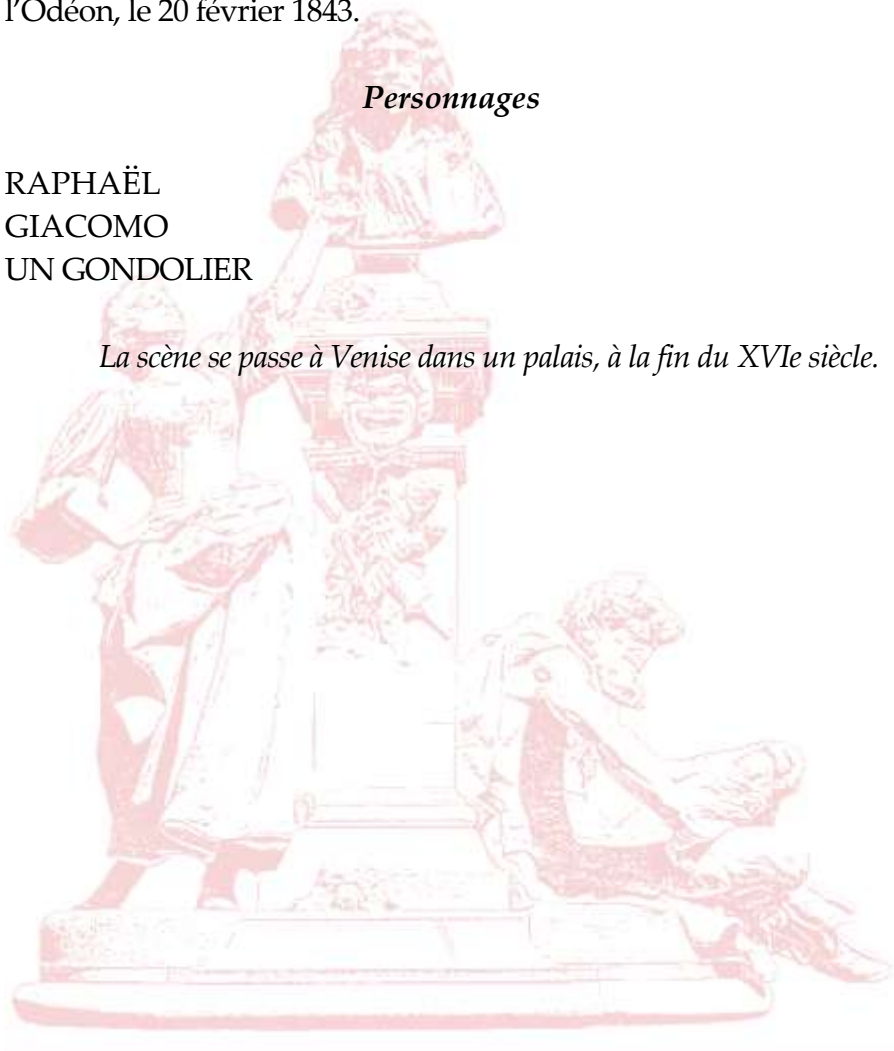 l’Odéon, le 20 février 1843.
Personnages
RAPHAËL
GIACOMO
UN GONDOLIER
La scène se passe à Venise dans un palais, à la fin du XVIe siècle.